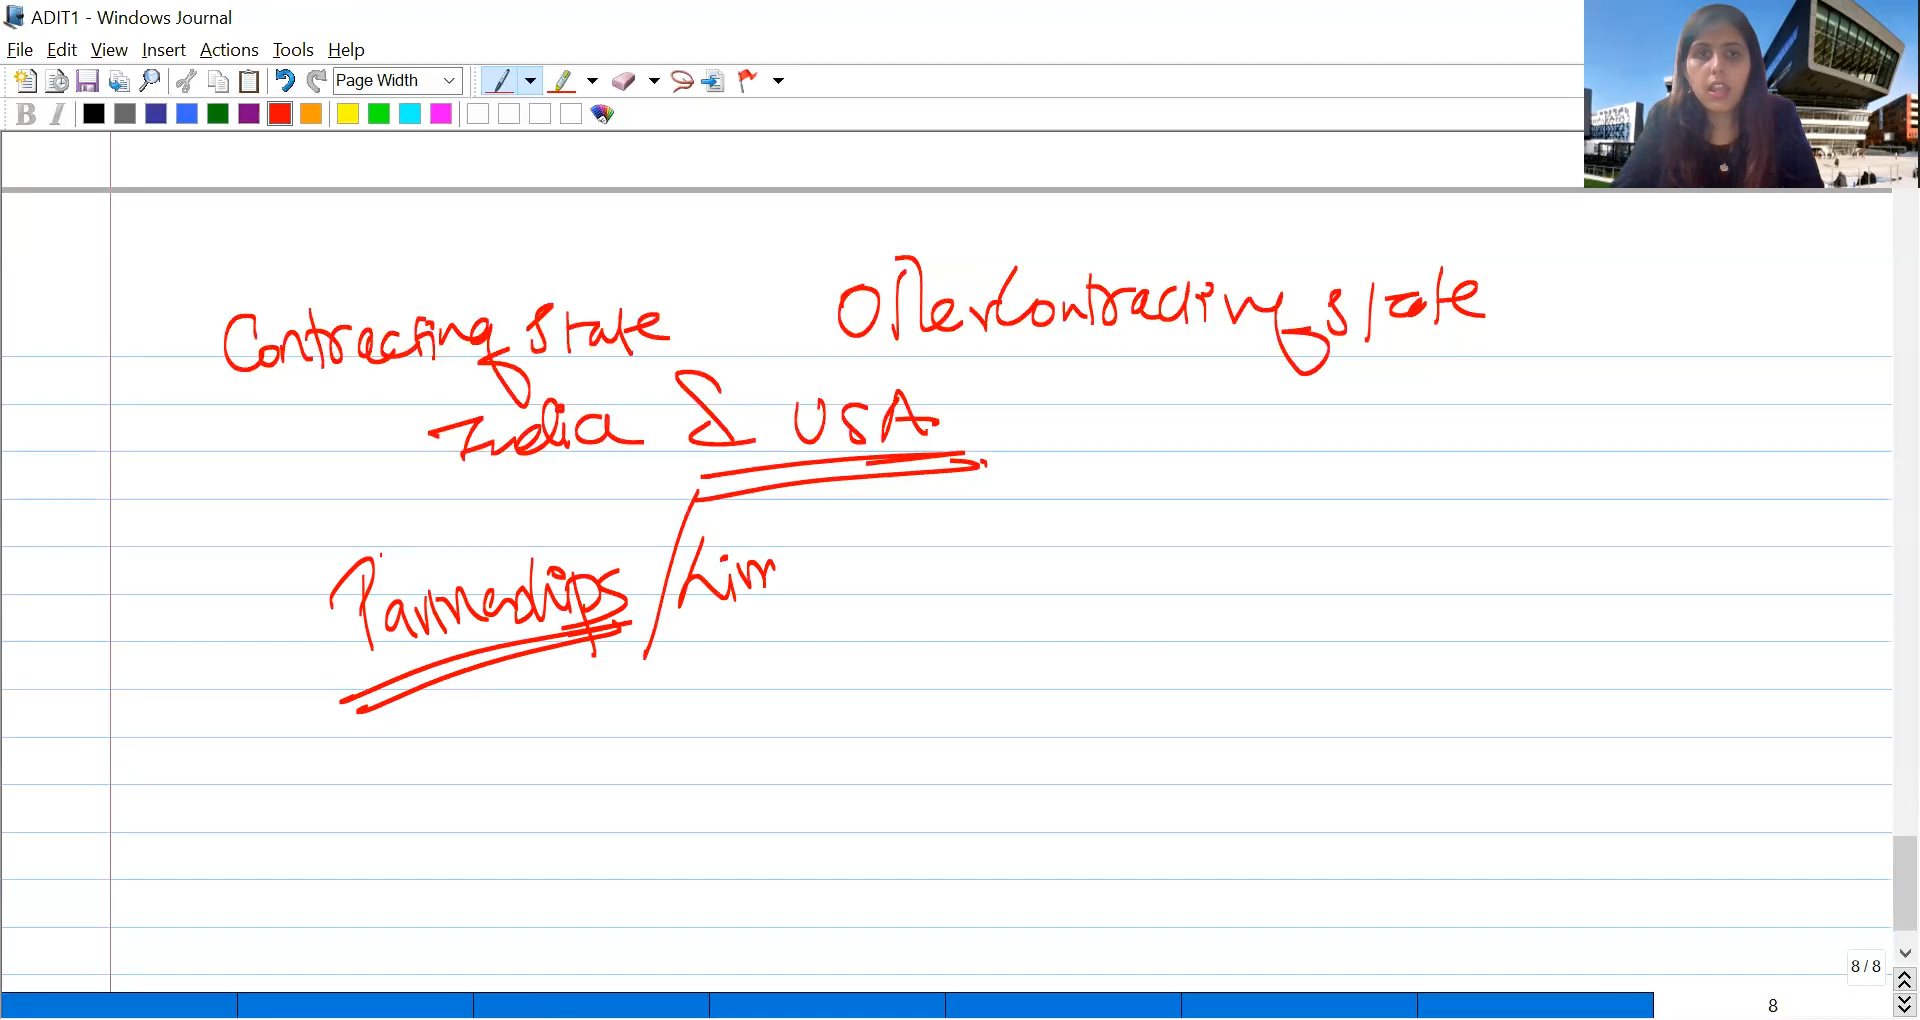 ADIT1 - Windows Journal
File Edit View Insert Actions Tools Help
Page Width
B I
Contracting State Other Contracting State
India & USA
Partnerships / Lim
8 / 8
8